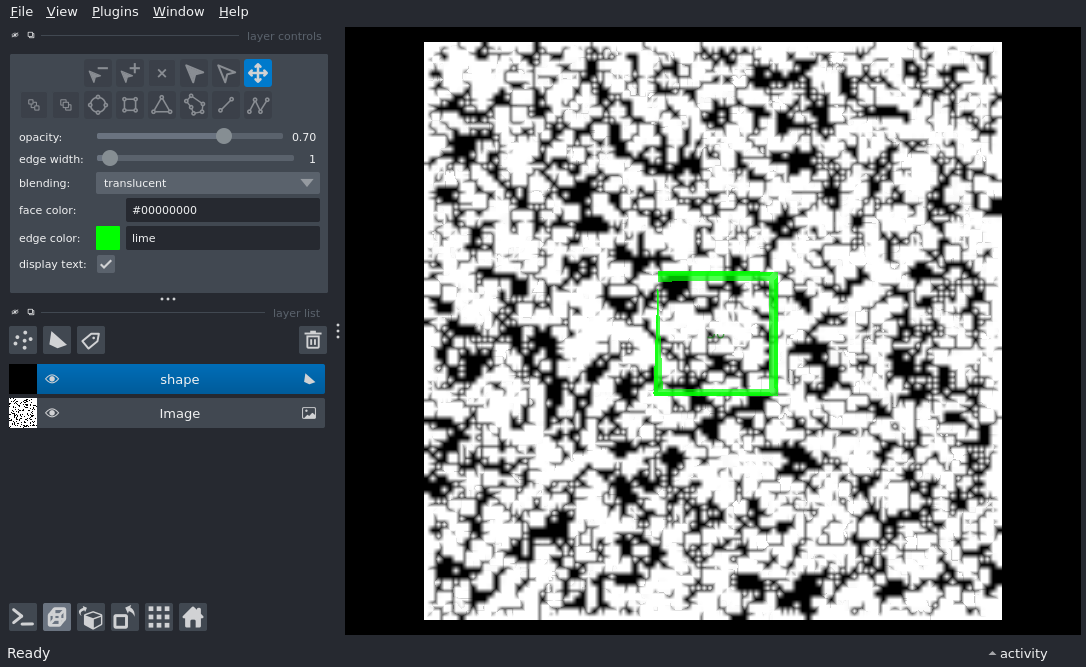 File View Plugins Window Help
layer controls
opacity: 0.70
edge width: 1
blending: translucent
face color: #00000000
edge color: lime
display text:
layer list
shape
Image
Ready
activity